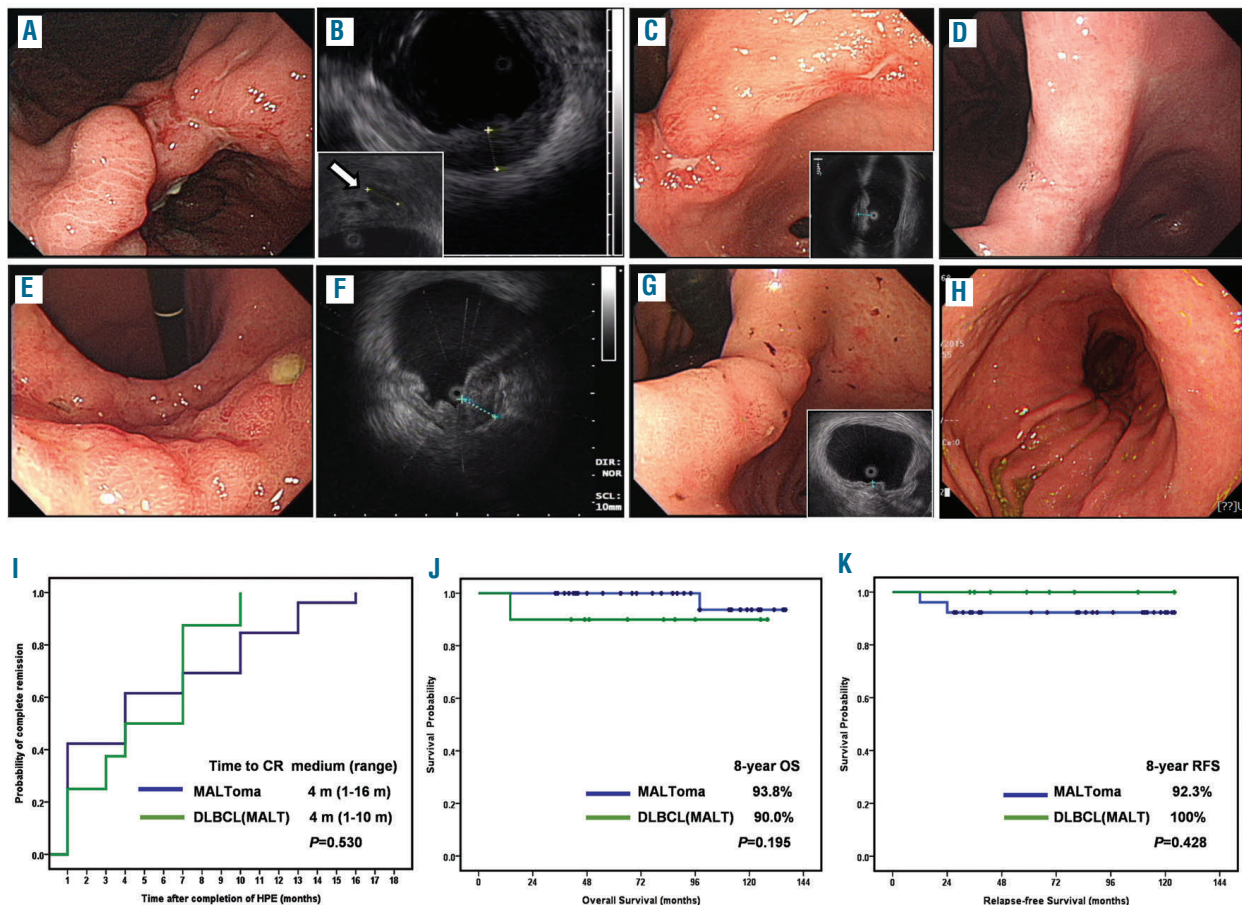 A
B
C
D
/2015
55
Ca:0
[??]U
E
F
DIR:
NOR
SCL:
10mm
G
H
I
Probability of complete remission
1.0
0.8
0.6
0.4
0.2
0.0
Time to CR medium (range)
MALToma 4 m (1-16 m)
DLBCL(MALT) 4 m (1-10 m)
P=0.530
1 2 3 4 5 6 7 8 9 10 11 12 13 14 15 16 17 18
Time after completion of HPE (months)
J
Survival Probability
1.0
0.8
0.6
0.4
0.2
0.0
8-year OS
MALToma 93.8%
DLBCL(MALT) 90.0%
P=0.195
0 24 48 72 96 120 144
Overall Survival (months)
K
Survival Probability
1.0
0.8
0.6
0.4
0.2
0.0
8-year RFS
MALToma 92.3%
DLBCL(MALT) 100%
P=0.428
0 24 48 72 96 120 144
Relapse-free Survival (months)